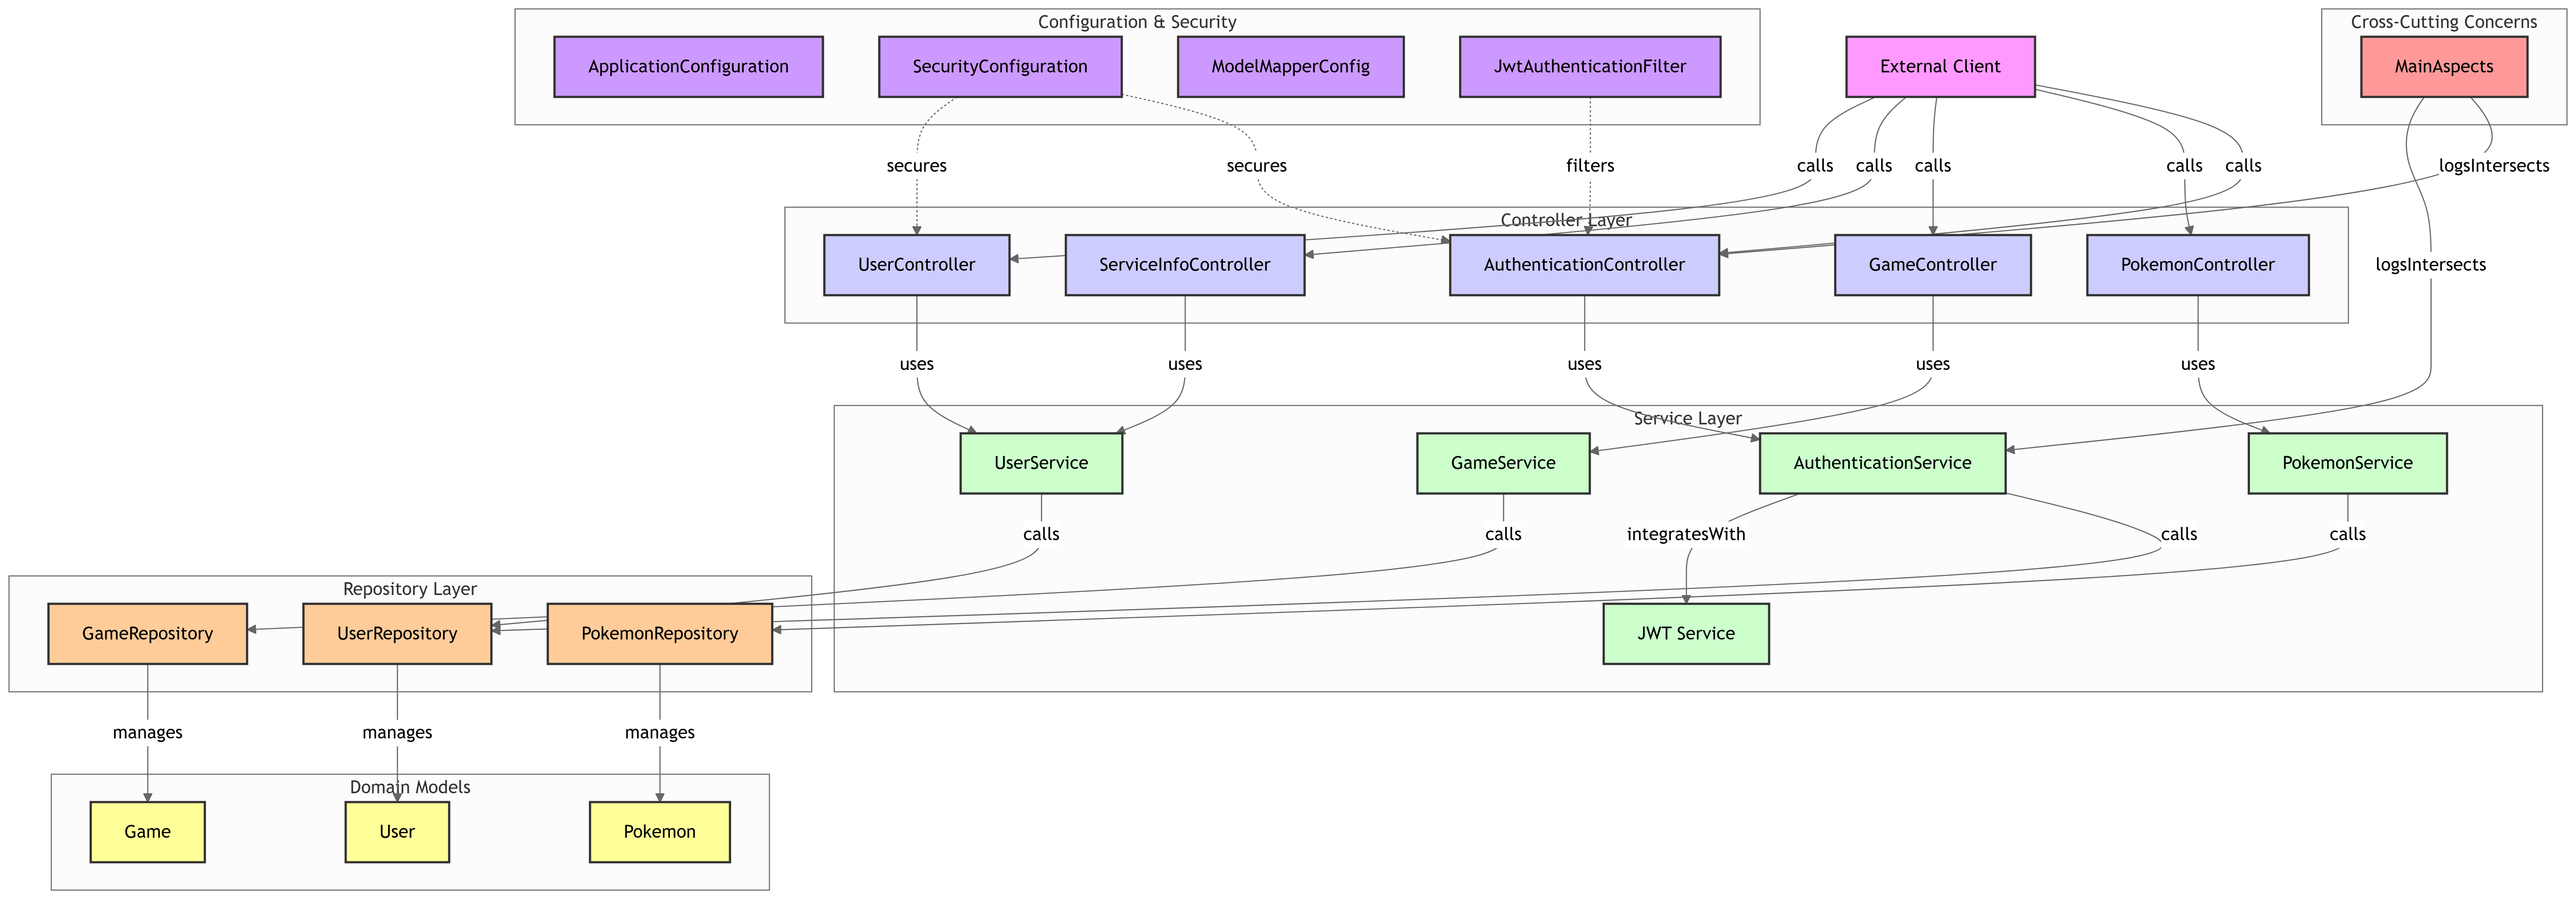 Configuration & Security
Cross-Cutting Concerns
ApplicationConfiguration
SecurityConfiguration
ModelMapperConfig
JwtAuthenticationFilter
External Client
MainAspects
secures
secures
filters
calls
calls
calls
calls
calls
logsIntersects
Controller Layer
UserController
ServiceInfoController
AuthenticationController
GameController
PokemonController
logsIntersects
uses
uses
uses
uses
uses
Service Layer
UserService
GameService
AuthenticationService
PokemonService
calls
calls
integratesWith
calls
calls
Repository Layer
GameRepository
UserRepository
PokemonRepository
JWT Service
manages
manages
manages
Domain Models
Game
User
Pokemon